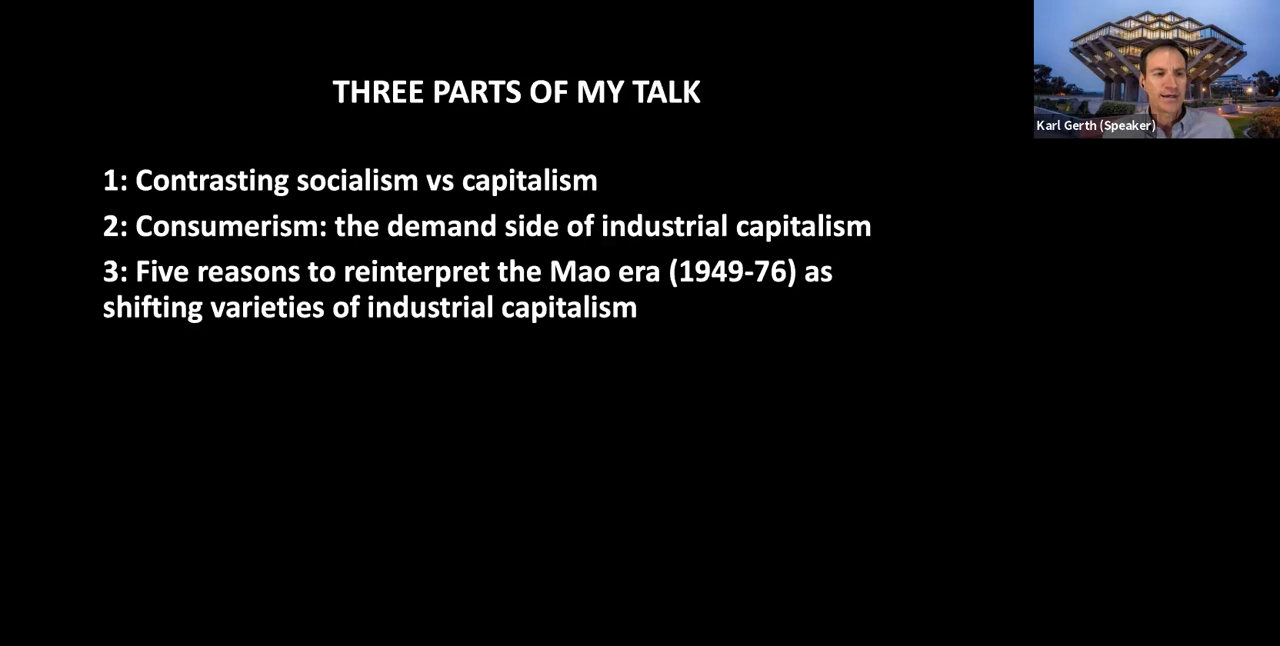 THREE PARTS OF MY TALK
Karl Gerth (Speaker)
1: Contrasting socialism vs capitalism
2: Consumerism: the demand side of industrial capitalism
3: Five reasons to reinterpret the Mao era (1949-76) as
shifting varieties of industrial capitalism